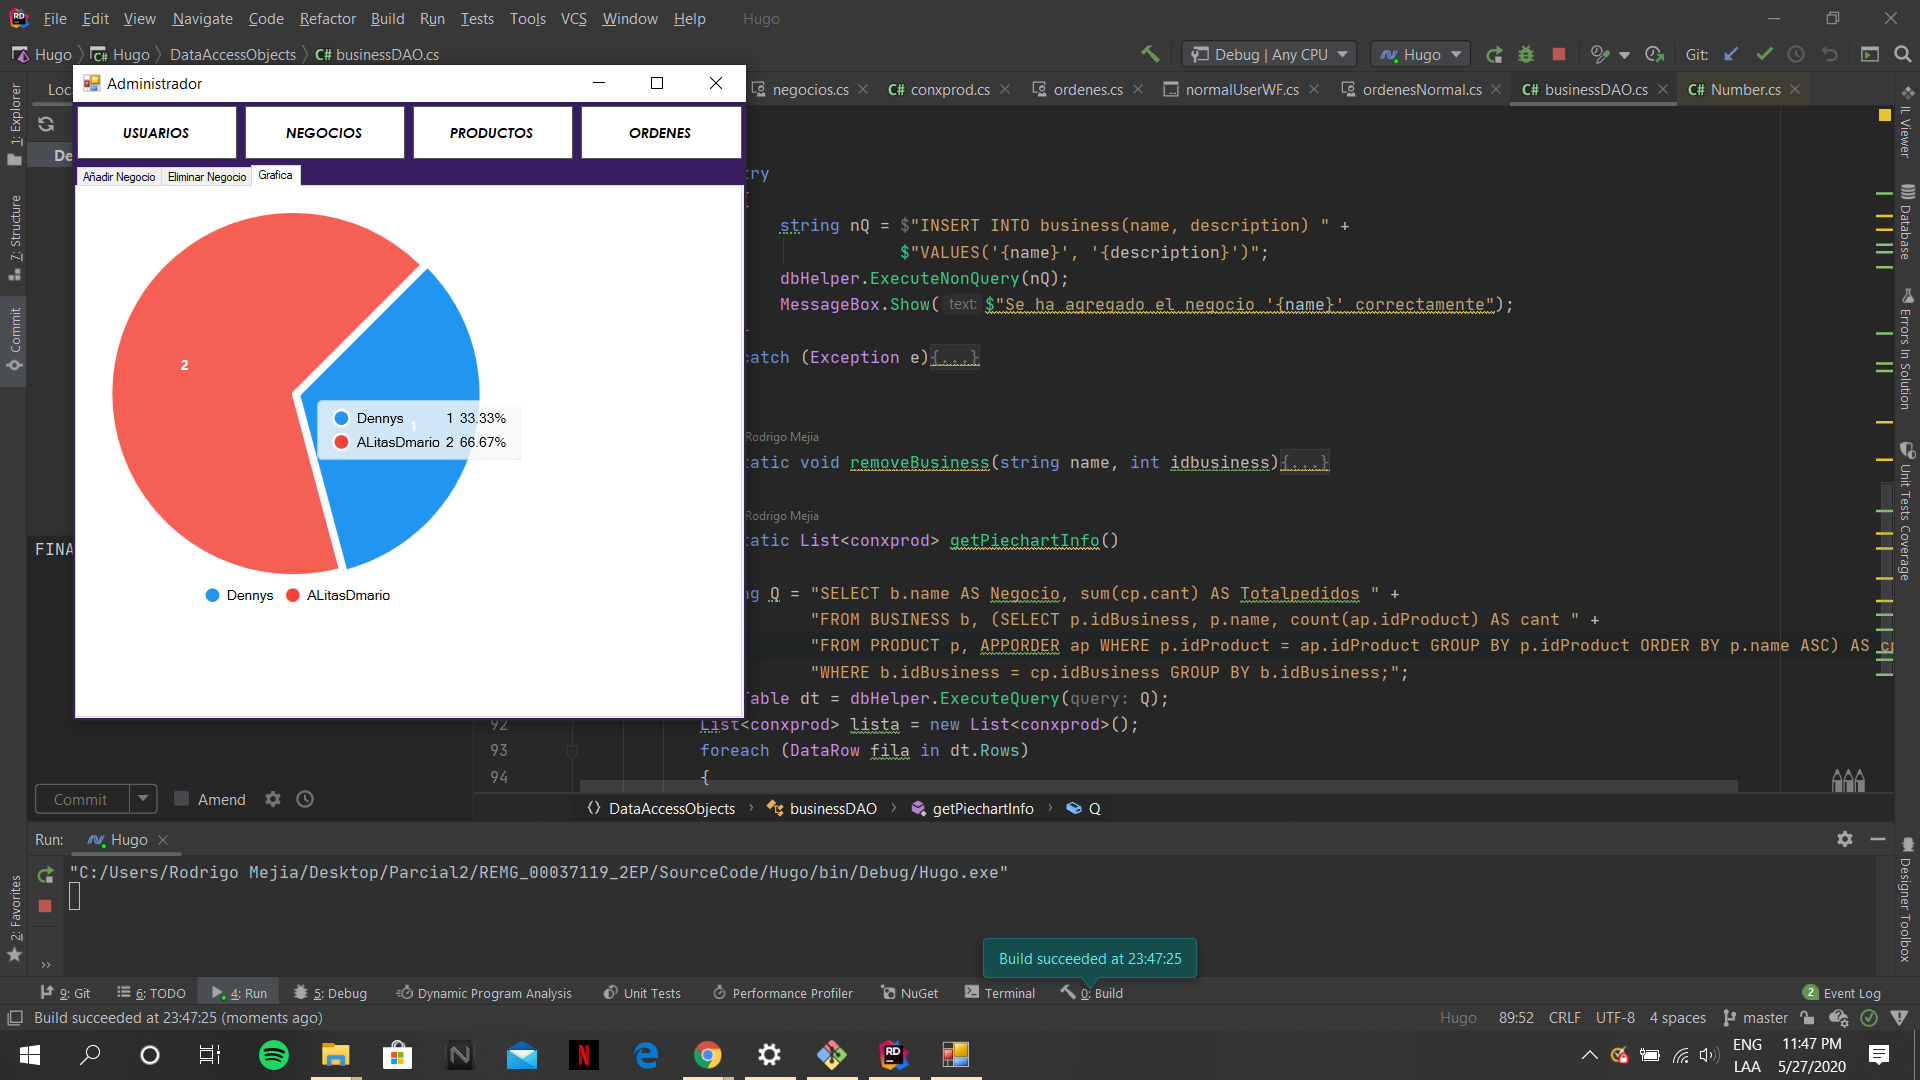 File Edit View Navigate Code Refactor Build Run Tests Tools VCS Window Help Hugo
Hugo Hugo DataAccessObjects C# businessDAO.cs
Debug | Any CPU Hugo Git:
Administrador
USUARIOS NEGOCIOS PRODUCTOS ORDENES
Añadir Negocio Eliminar Negocio Grafica
2
1
Dennys 1 33.33%
ALitasDmario 2 66.67%
Dennys ALitasDmario
1: Explorer
7: Structure
Commit
2: Favorites
Loc
De
FINA
negocios.cs C# conxprod.cs ordenes.cs normalUserWF.cs ordenesNormal.cs C# businessDAO.cs C# Number.cs
ry
string nQ = $"INSERT INTO business(name, description) " +
$"VALUES('{name}', '{description}')";
dbHelper.ExecuteNonQuery(nQ);
MessageBox.Show( text: $"Se ha agregado el negocio '{name}' correctamente");
atch (Exception e){...}
Rodrigo Mejia
tatic void removeBusiness(string name, int idbusiness){...}
Rodrigo Mejia
tatic List<conxprod> getPiechartInfo()
ng Q = "SELECT b.name AS Negocio, sum(cp.cant) AS Totalpedidos " +
"FROM BUSINESS b, (SELECT p.idBusiness, p.name, count(ap.idProduct) AS cant " +
"FROM PRODUCT p, APPORDER ap WHERE p.idProduct = ap.idProduct GROUP BY p.idProduct ORDER BY p.name ASC) AS cp
"WHERE b.idBusiness = cp.idBusiness GROUP BY b.idBusiness;";
Table dt = dbHelper.ExecuteQuery(query: Q);
92 List<conxprod> lista = new List<conxprod>();
93 foreach (DataRow fila in dt.Rows)
94 {
Commit Amend
DataAccessObjects businessDAO getPiechartInfo Q
IL Viewer
Database
Errors In Solution
Unit Tests Coverage
Designer Toolbox
Run: Hugo
"C:/Users/Rodrigo Mejia/Desktop/Parcial2/REMG_00037119_2EP/SourceCode/Hugo/bin/Debug/Hugo.exe"
Build succeeded at 23:47:25
9: Git 6: TODO 4: Run 5: Debug Dynamic Program Analysis Unit Tests Performance Profiler NuGet Terminal 0: Build 2 Event Log
Build succeeded at 23:47:25 (moments ago) Hugo 89:52 CRLF UTF-8 4 spaces master
ENG 11:47 PM
LAA 5/27/2020